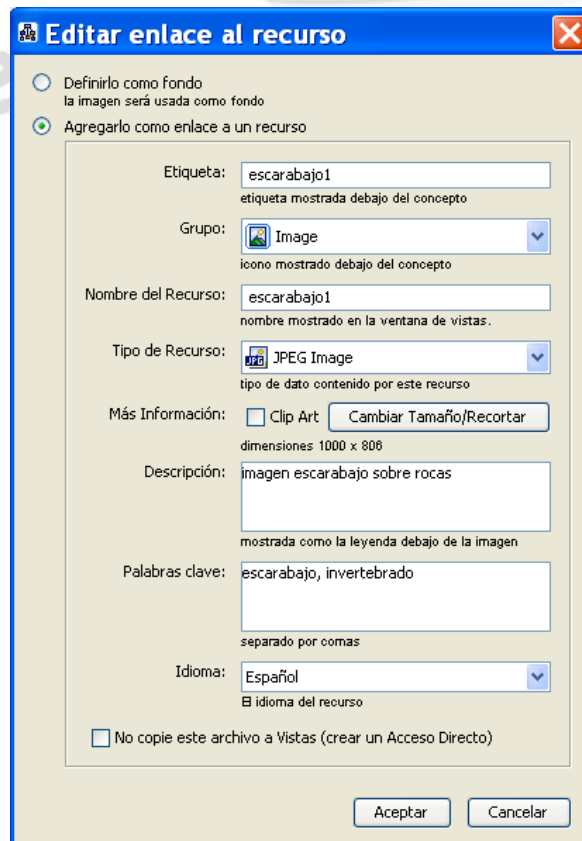 Editar enlace al recurso
Definirlo como fondo
la imagen será usada como fondo
Agregarlo como enlace a un recurso
Etiqueta: escarabajo1
etiqueta mostrada debajo del concepto
Grupo: Image
icono mostrado debajo del concepto
Nombre del Recurso: escarabajo1
nombre mostrado en la ventana de vistas.
Tipo de Recurso: JPG JPEG Image
tipo de dato contenido por este recurso
Más Información: Clip Art Cambiar Tamaño/Recortar
dimensiones 1000 x 806
Descripción: imagen escarabajo sobre rocas
mostrada como la leyenda debajo de la imagen
Palabras clave: escarabajo, invertebrado
separado por comas
Idioma: Español
El idioma del recurso
No copie este archivo a Vistas (crear un Acceso Directo)
Aceptar Cancelar